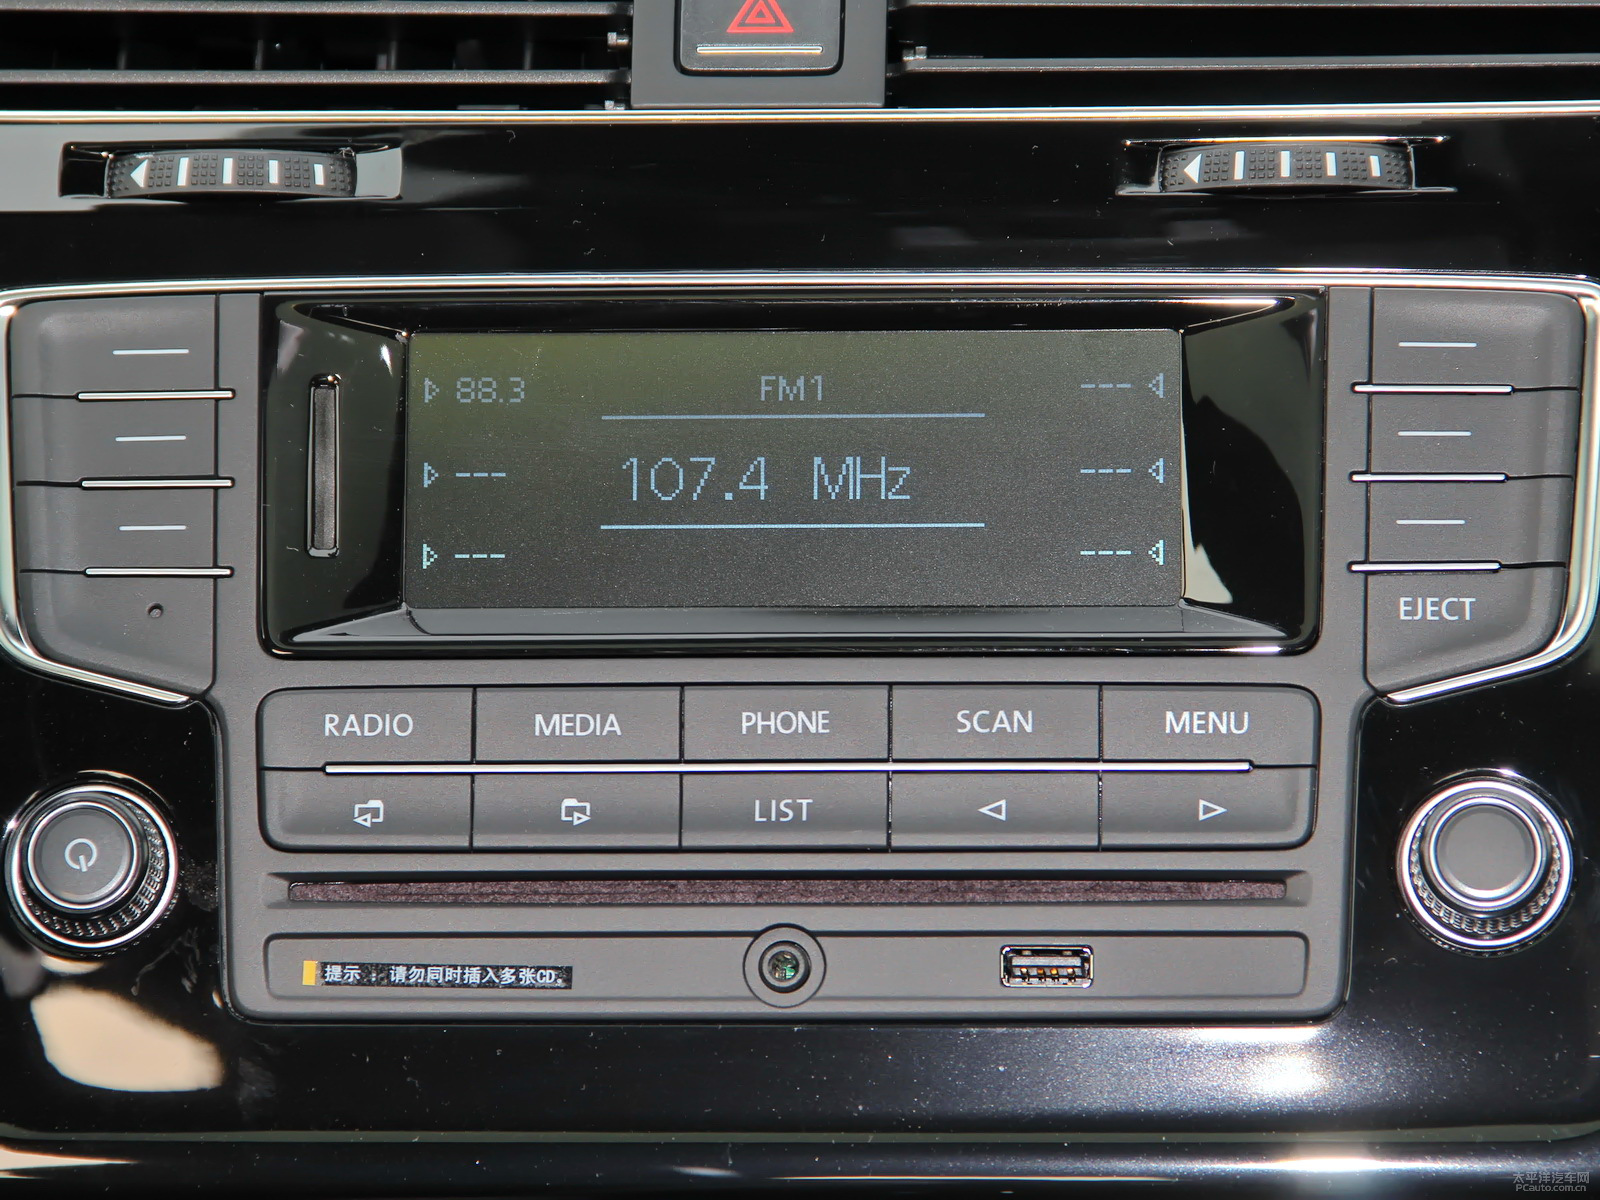 88.3 FM1 ---
--- 107.4 MHz ---
--- ---
EJECT
RADIO MEDIA PHONE SCAN MENU
LIST
提示：请勿同时插入多张CD。
太平洋汽车网
PCauto.com.cn